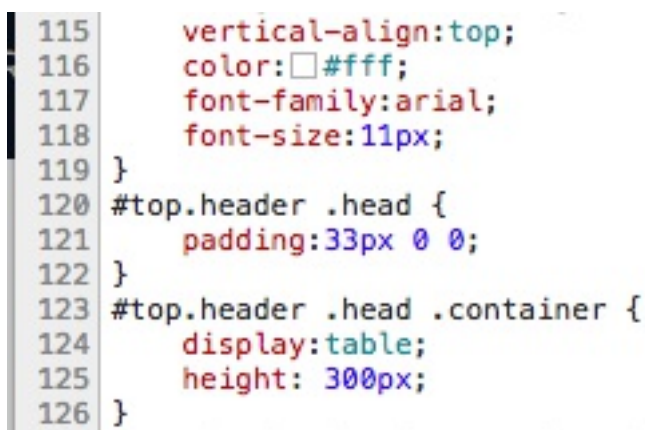 115 vertical-align:top;
116 color:#fff;
117 font-family:arial;
118 font-size:11px;
119 }
120 #top.header .head {
121 padding:33px 0 0;
122 }
123 #top.header .head .container {
124 display:table;
125 height: 300px;
126 }